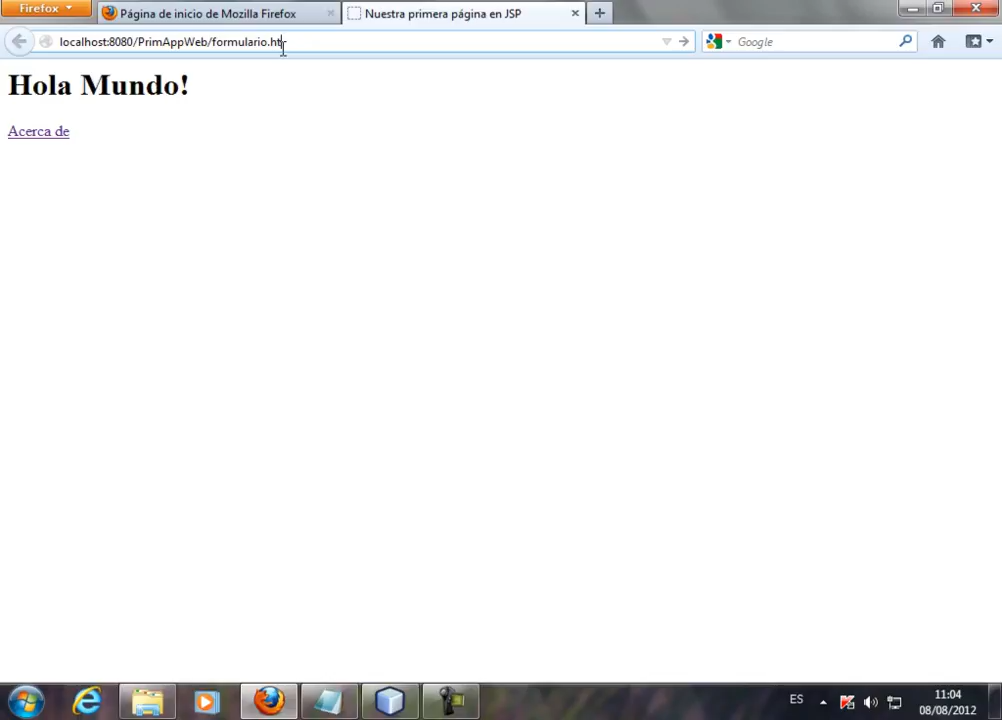 Firefox
Página de inicio de Mozilla Firefox
Nuestra primera página en JSP
localhost:8080/PrimAppWeb/formulario.ht
Google
Hola Mundo!
Acerca de
ES
11:04
08/08/2012